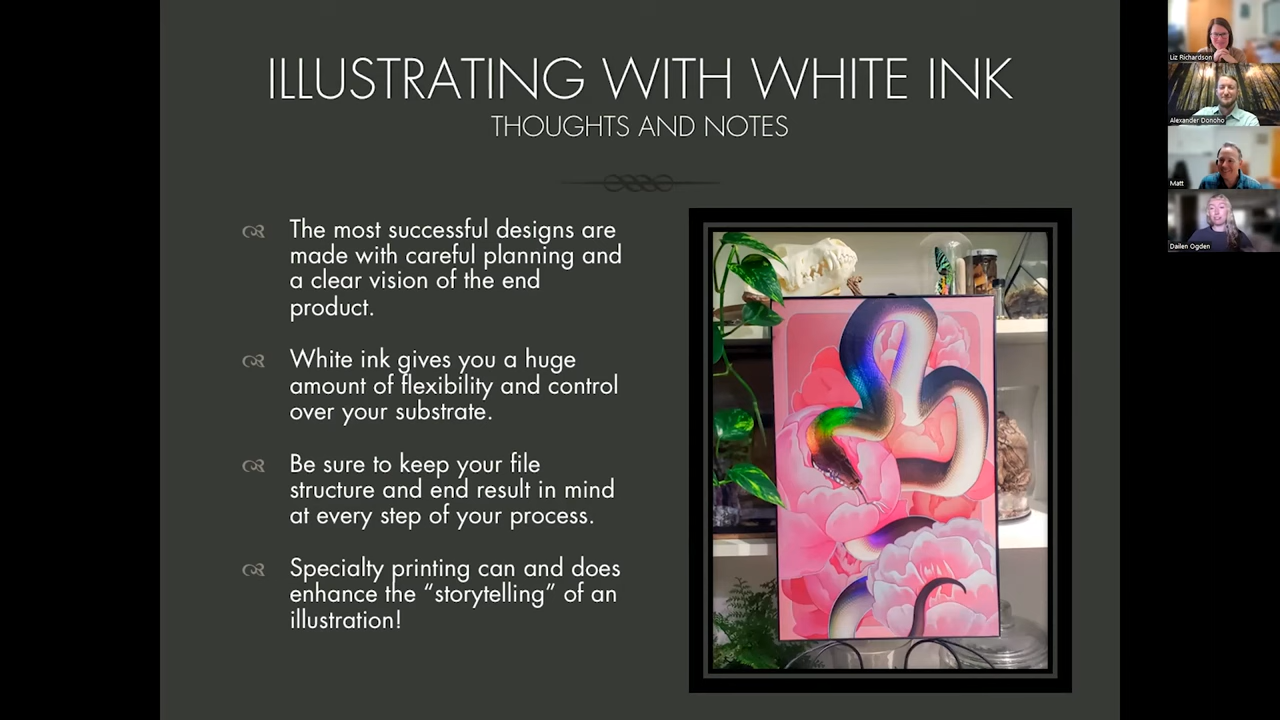 ILLUSTRATING WITH WHITE INK
THOUGHTS AND NOTES
The most successful designs are
made with careful planning and
a clear vision of the end
product.
White ink gives you a huge
amount of flexibility and control
over your substrate.
Be sure to keep your file
structure and end result in mind
at every step of your process.
Specialty printing can and does
enhance the “storytelling” of an
illustration!
Liz Richardson
Alexander Donoho
Matt
Dailen Ogden